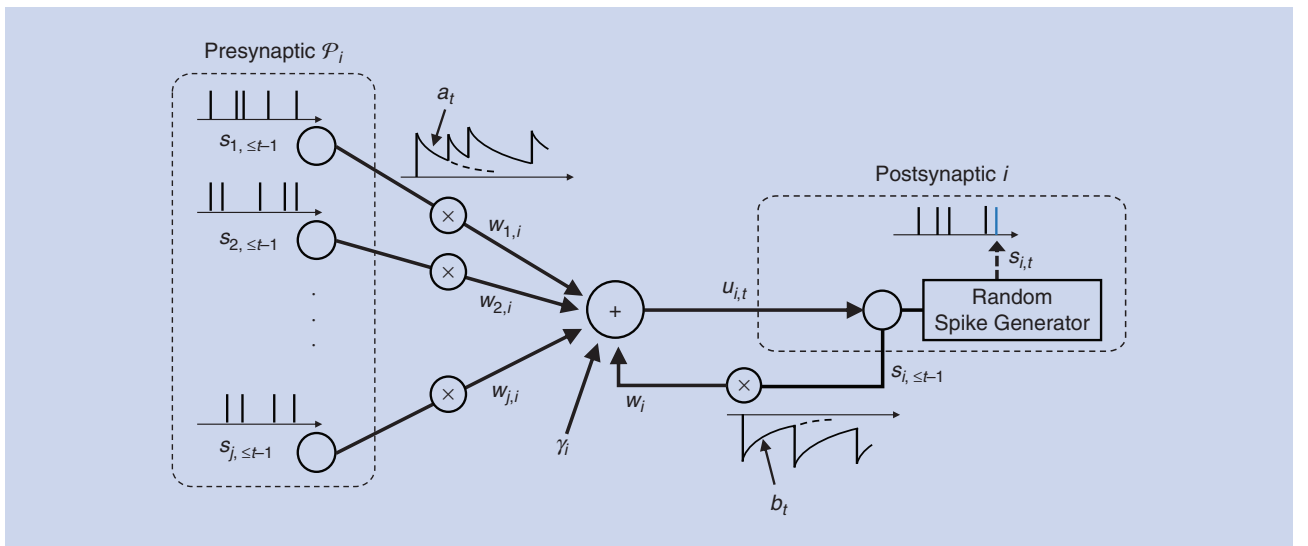 Presynaptic 𝒫ᵢ
s₁, ≤t–1
aₜ
w₁,ᵢ
s₂, ≤t–1
w₂,ᵢ
.
.
.
sⱼ, ≤t–1
wⱼ,ᵢ
×
×
×
+
γᵢ
uᵢ,ₜ
wᵢ
×
bₜ
sᵢ, ≤t–1
Postsynaptic i
sᵢ,ₜ
Random
Spike Generator